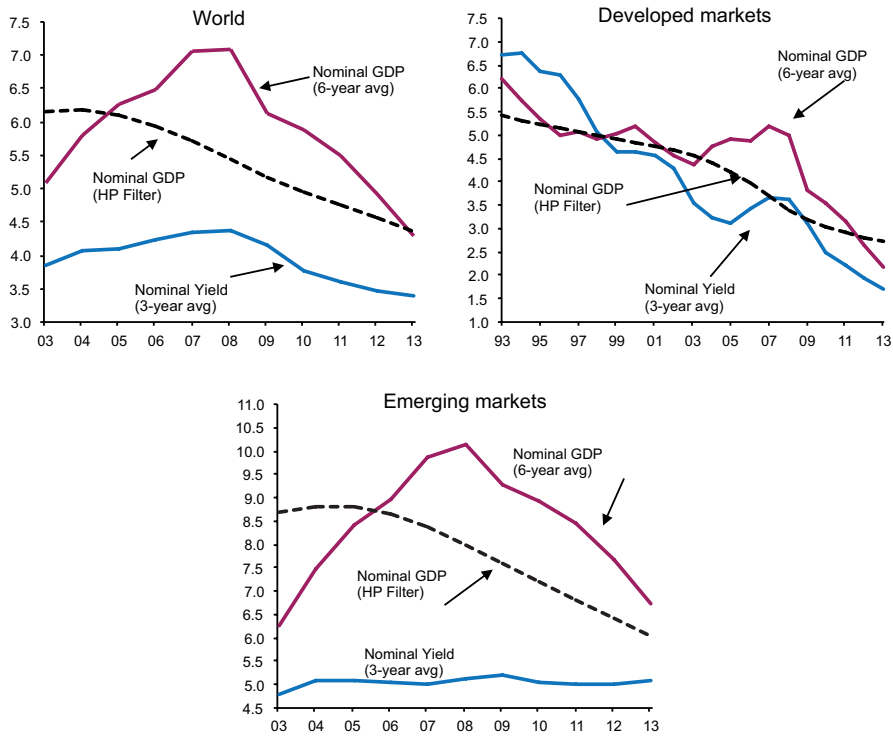 World
7.5
7.0
6.5
6.0
5.5
5.0
4.5
4.0
3.5
3.0
Nominal GDP
(6-year avg)
Nominal GDP
(HP Filter)
Nominal Yield
(3-year avg)
03 04 05 06 07 08 09 10 11 12 13
Developed markets
7.5
7.0
6.5
6.0
5.5
5.0
4.5
4.0
3.5
3.0
2.5
2.0
1.5
1.0
Nominal GDP
(6-year avg)
Nominal GDP
(HP Filter)
Nominal Yield
(3-year avg)
93 95 97 99 01 03 05 07 09 11 13
Emerging markets
11.0
10.5
10.0
9.5
9.0
8.5
8.0
7.5
7.0
6.5
6.0
5.5
5.0
4.5
Nominal GDP
(6-year avg)
Nominal GDP
(HP Filter)
Nominal Yield
(3-year avg)
03 04 05 06 07 08 09 10 11 12 13